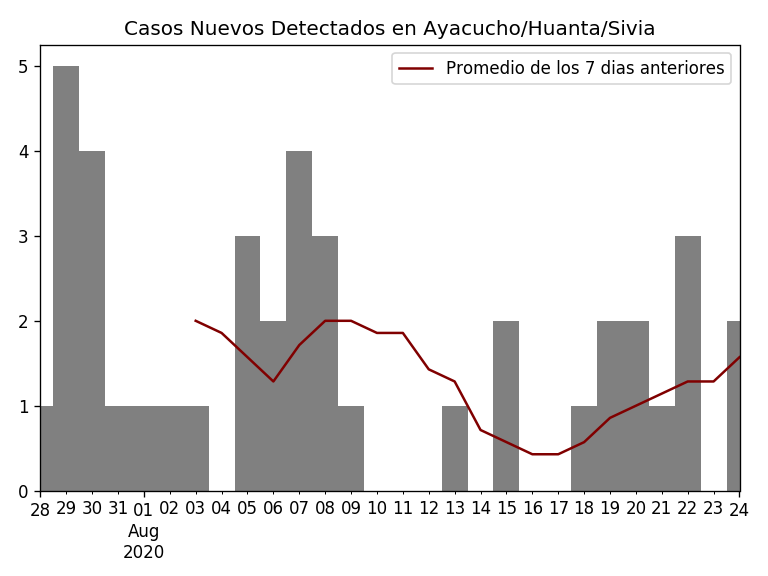 Casos Nuevos Detectados en Ayacucho/Huanta/Sivia
Promedio de los 7 dias anteriores
5
4
3
2
1
0
28 29 30 31 01 02 03 04 05 06 07 08 09 10 11 12 13 14 15 16 17 18 19 20 21 22 23 24
Aug
2020